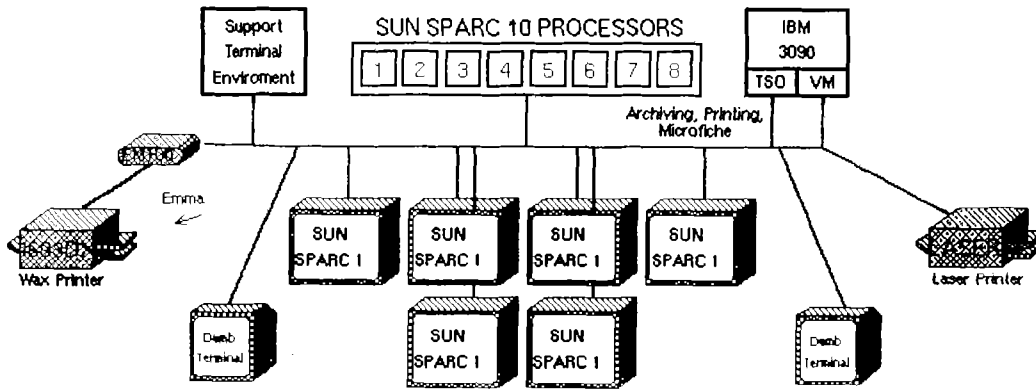 Support
Terminal
Enviroment
SUN SPARC 10 PROCESSORS
1 2 3 4 5 6 7 8
IBM
3090
TSO VM
Archiving, Printing,
Microfiche
Emma
Wax Printer
SUN
SPARC 1
SUN
SPARC 1
SUN
SPARC 1
SUN
SPARC 1
LASER
Laser Printer
Dumb
Terminal
SUN
SPARC 1
SUN
SPARC 1
Dumb
Terminal